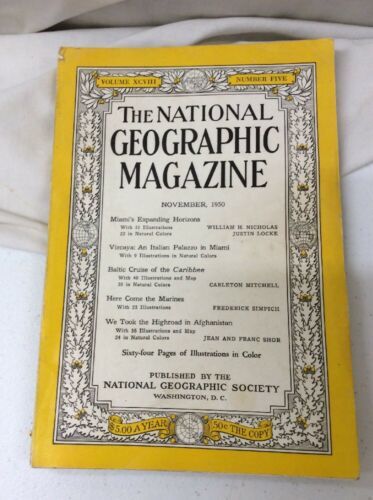 VOLUME XCVIII NUMBER FIVE
THE NATIONAL
GEOGRAPHIC
MAGAZINE
NOVEMBER, 1950
Miami's Expanding Horizons
With 31 Illustrations WILLIAM H. NICHOLAS
23 in Natural Colors JUSTIN LOCKE
Vizcaya: An Italian Palazzo in Miami
With 9 Illustrations in Natural Colors
Baltic Cruise of the Caribbee
With 40 Illustrations and Map
25 in Natural Colors CARLETON MITCHELL
Here Come the Marines
With 23 Illustrations FREDERICK SIMPICH
We Took the Highroad in Afghanistan
With 38 Illustrations and Map
24 in Natural Colors JEAN AND FRANC SHOR
Sixty-four Pages of Illustrations in Color
PUBLISHED BY THE
NATIONAL GEOGRAPHIC SOCIETY
WASHINGTON, D. C.
$5.00 A YEAR 50¢ THE COPY